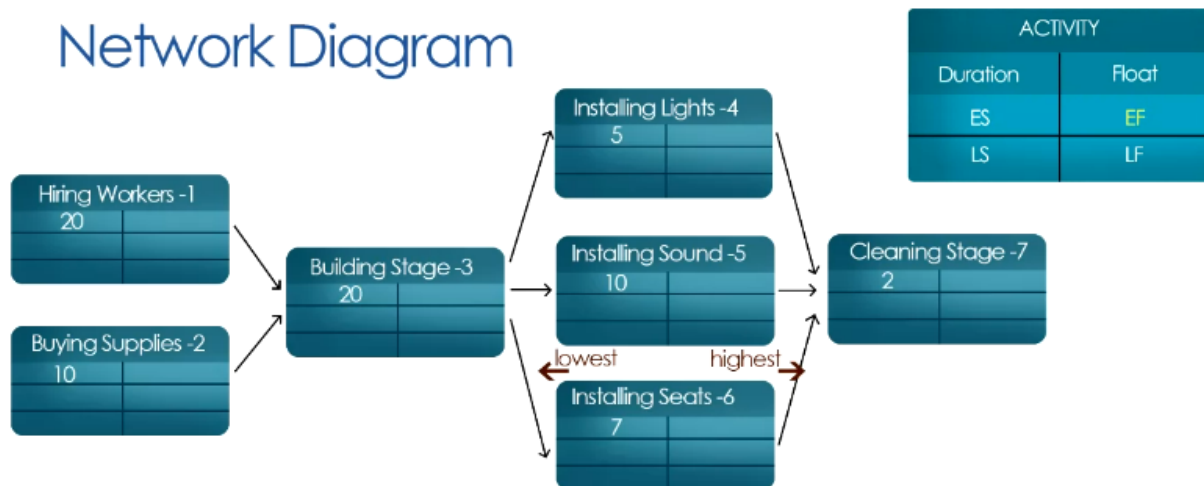 Network Diagram
ACTIVITY
Duration Float
ES EF
LS LF
Hiring Workers -1
20
Buying Supplies -2
10
Building Stage -3
20
Installing Lights -4
5
Installing Sound -5
10
lowest highest
Installing Seats -6
7
Cleaning Stage -7
2